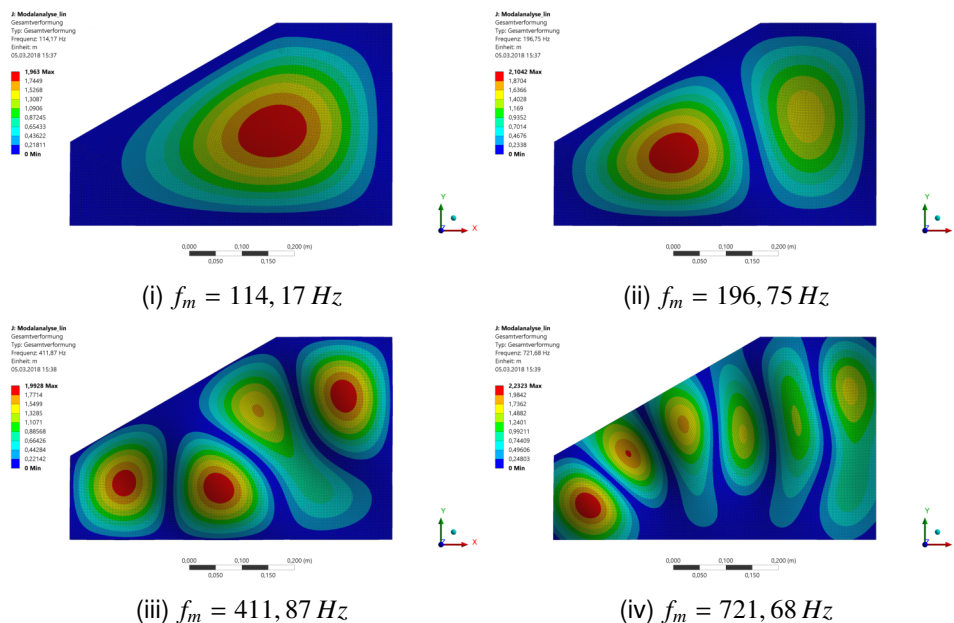 J: Modalanalyse_lin
Gesamtverformung
Typ: Gesamtverformung
Frequenz: 114,17 Hz
Einheit: m
05.03.2018 15:37
1,963 Max
1,7449
1,5268
1,3087
1,0906
0,87245
0,65433
0,43622
0,21811
0 Min
Y
X
Z
0,000 0,100 0,200 (m)
0,050 0,150
(i) f_m = 114, 17 Hz
J: Modalanalyse_lin
Gesamtverformung
Typ: Gesamtverformung
Frequenz: 196,75 Hz
Einheit: m
05.03.2018 15:37
2,1042 Max
1,8704
1,6366
1,4028
1,169
0,9352
0,7014
0,4676
0,2338
0 Min
Y
Z
0,000 0,100 0,200 (m)
0,050 0,150
(ii) f_m = 196, 75 Hz
J: Modalanalyse_lin
Gesamtverformung
Typ: Gesamtverformung
Frequenz: 411,87 Hz
Einheit: m
05.03.2018 15:38
1,9928 Max
1,7714
1,5499
1,3285
1,1071
0,88568
0,66426
0,44284
0,22142
0 Min
Y
X
Z
0,000 0,100 0,200 (m)
0,050 0,150
(iii) f_m = 411, 87 Hz
J: Modalanalyse_lin
Gesamtverformung
Typ: Gesamtverformung
Frequenz: 721,68 Hz
Einheit: m
05.03.2018 15:39
2,2323 Max
1,9842
1,7362
1,4882
1,2401
0,99211
0,74409
0,49606
0,24803
0 Min
Y
Z
0,000 0,100 0,200 (m)
0,050 0,150
(iv) f_m = 721, 68 Hz